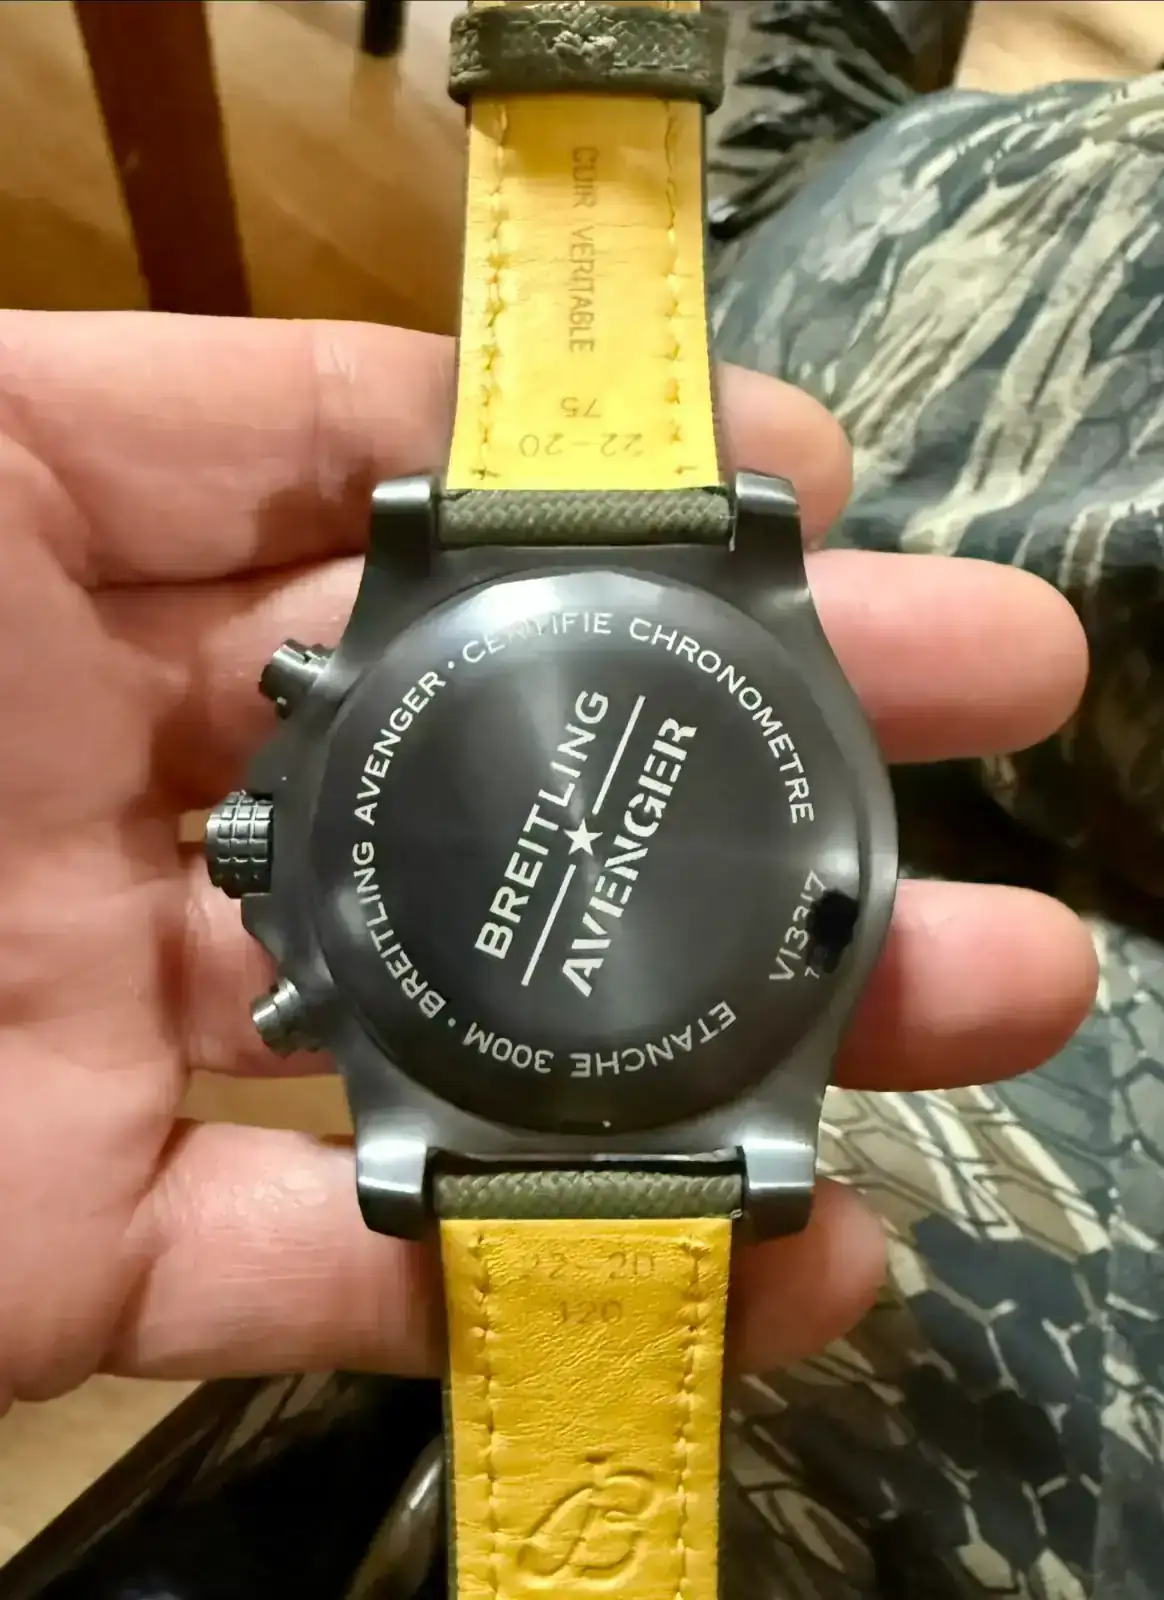 CUIR VERITABLE
75
22-20
BREITLING AVENGER • CERTIFIE CHRONOMETRE
V13317
ETANCHE 300M •
BREITLING
AVENGER
22-20
120
B